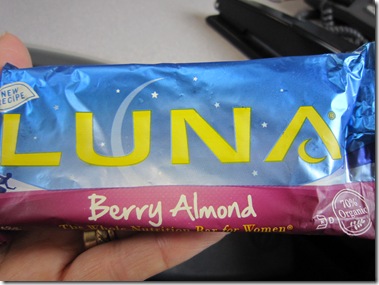 NEW
RECIPE
LUNA®
Berry Almond
The Whole Nutrition Bar for Women®
70%
Organic